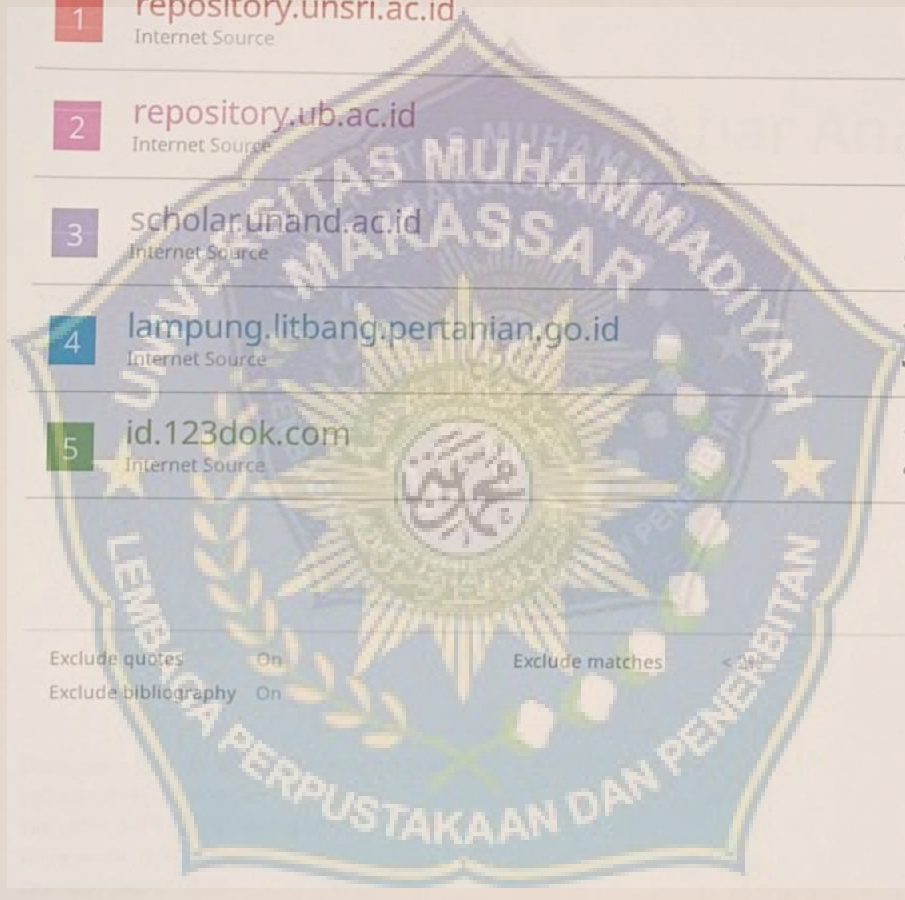 1 repository.unsri.ac.id
Internet Source
2 repository.ub.ac.id
Internet Source
3 scholar.unand.ac.id
Internet Source
4 lampung.litbang.pertanian.go.id
Internet Source
5 id.123dok.com
Internet Source
Exclude quotes On
Exclude matches <
Exclude bibliography On
UNIVERSITAS MUHAMMADIYAH
MAKASSAR
LEMBAGA PERPUSTAKAAN DAN PENERBITAN